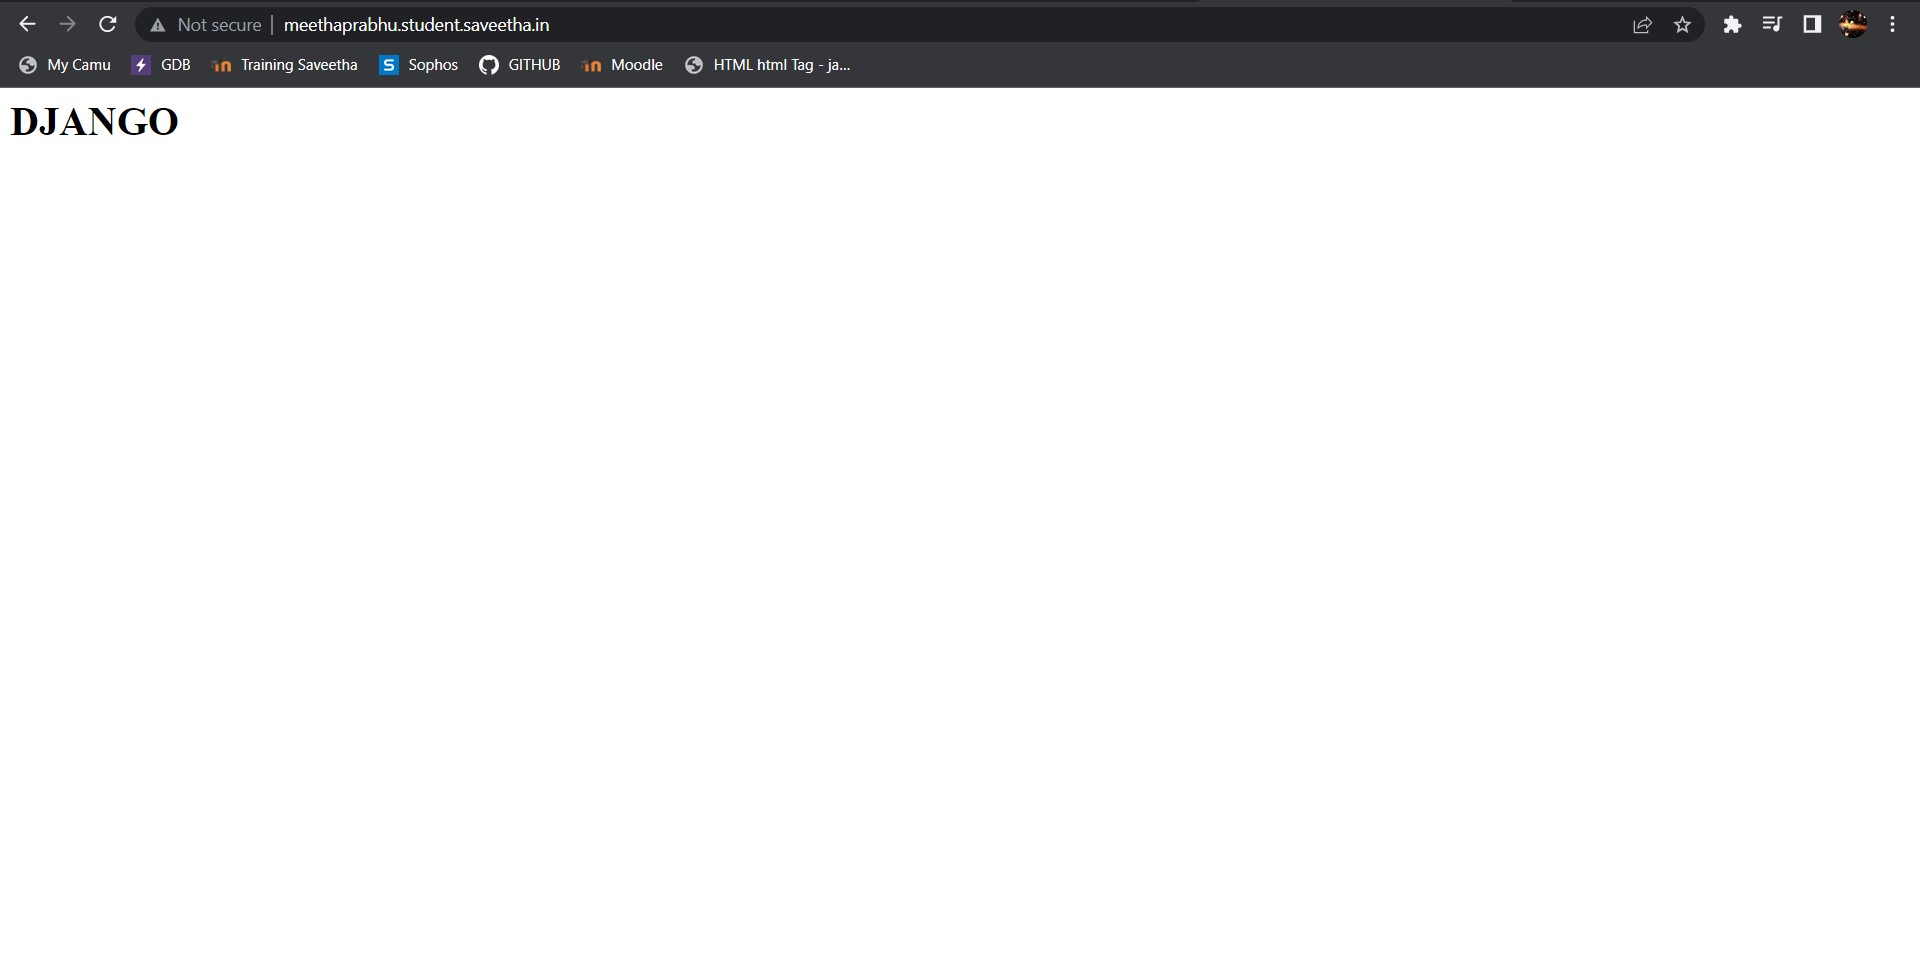 Not secure | meethaprabhu.student.saveetha.in
My Camu GDB Training Saveetha S Sophos GITHUB Moodle HTML html Tag - ja...
DJANGO